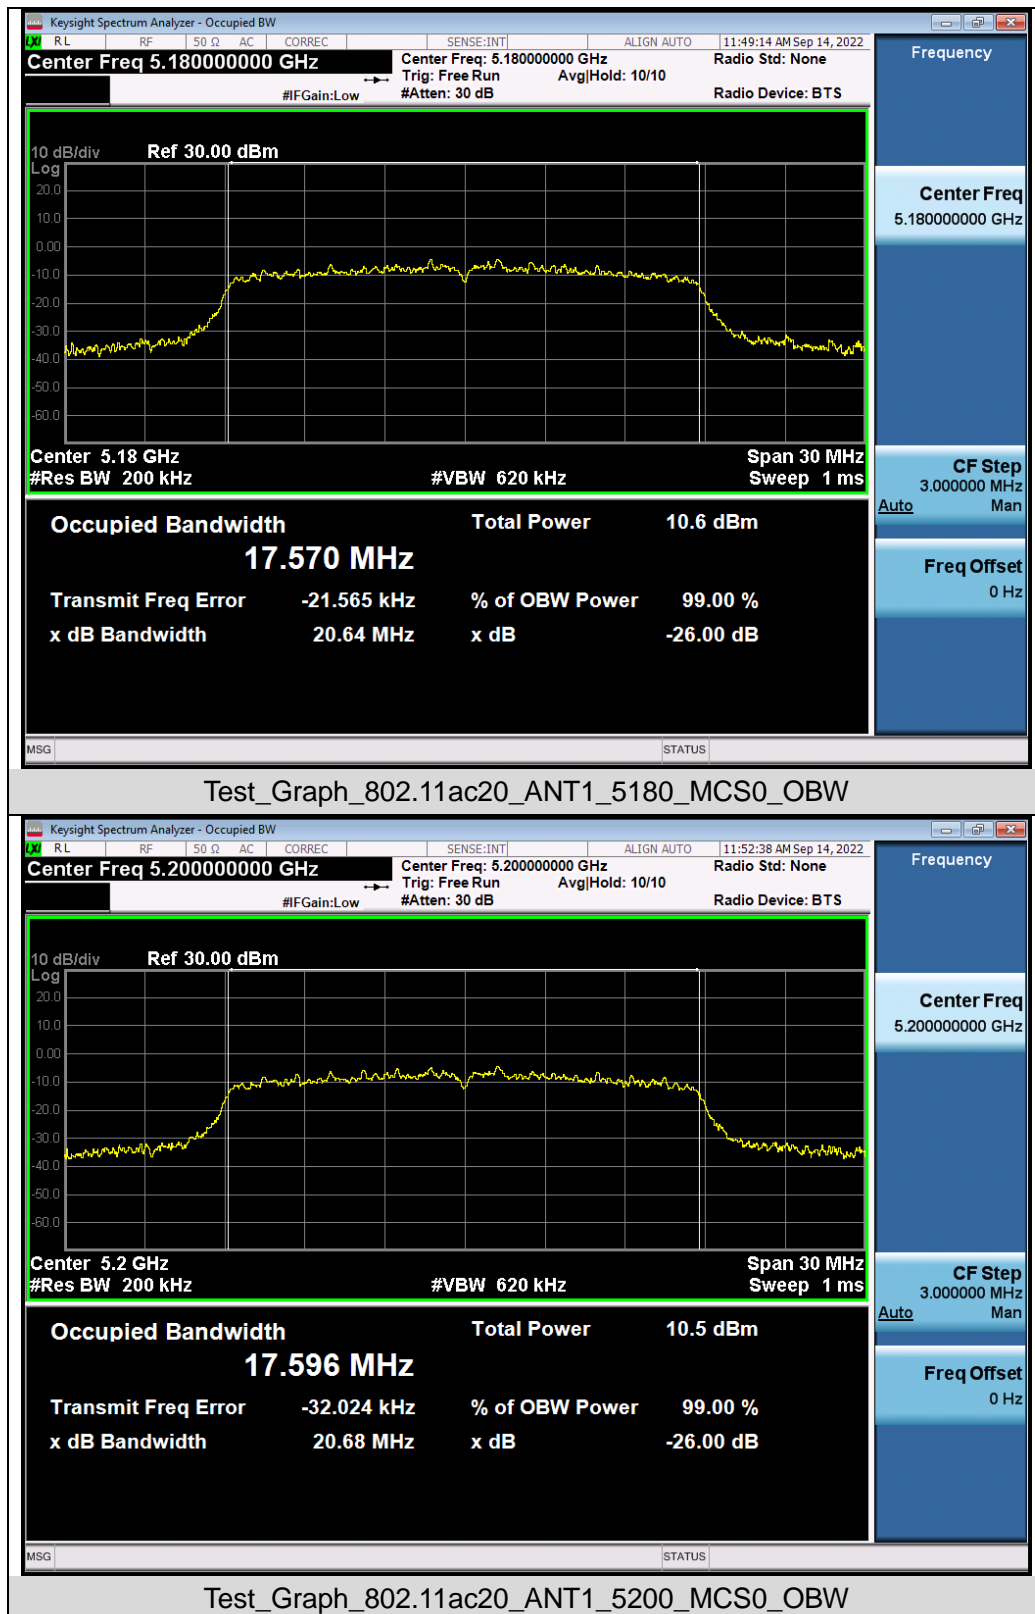 Keysight Spectrum Analyzer - Occupied BW
LXI RL RF 50 Ω AC CORREC SENSE:INT ALIGN AUTO 11:49:14 AM Sep 14, 2022
Center Freq 5.180000000 GHz
Center Freq: 5.180000000 GHz
Radio Std: None
Trig: Free Run Avg|Hold: 10/10
#IFGain:Low
#Atten: 30 dB
Radio Device: BTS
Frequency
10 dB/div Ref 30.00 dBm
Log
20.0
10.0
0.00
-10.0
-20.0
-30.0
-40.0
-50.0
-60.0
Center Freq
5.180000000 GHz
Center 5.18 GHz Span 30 MHz
#Res BW 200 kHz #VBW 620 kHz Sweep 1 ms
CF Step
3.000000 MHz
Auto Man
Freq Offset
0 Hz
Occupied Bandwidth Total Power 10.6 dBm
17.570 MHz
Transmit Freq Error -21.565 kHz % of OBW Power 99.00 %
x dB Bandwidth 20.64 MHz x dB -26.00 dB
MSG STATUS
Test_Graph_802.11ac20_ANT1_5180_MCS0_OBW
Keysight Spectrum Analyzer - Occupied BW
LXI RL RF 50 Ω AC CORREC SENSE:INT ALIGN AUTO 11:52:38 AM Sep 14, 2022
Center Freq 5.200000000 GHz
Center Freq: 5.200000000 GHz
Radio Std: None
Trig: Free Run Avg|Hold: 10/10
#IFGain:Low
#Atten: 30 dB
Radio Device: BTS
Frequency
10 dB/div Ref 30.00 dBm
Log
20.0
10.0
0.00
-10.0
-20.0
-30.0
-40.0
-50.0
-60.0
Center Freq
5.200000000 GHz
Center 5.2 GHz Span 30 MHz
#Res BW 200 kHz #VBW 620 kHz Sweep 1 ms
CF Step
3.000000 MHz
Auto Man
Freq Offset
0 Hz
Occupied Bandwidth Total Power 10.5 dBm
17.596 MHz
Transmit Freq Error -32.024 kHz % of OBW Power 99.00 %
x dB Bandwidth 20.68 MHz x dB -26.00 dB
MSG STATUS
Test_Graph_802.11ac20_ANT1_5200_MCS0_OBW